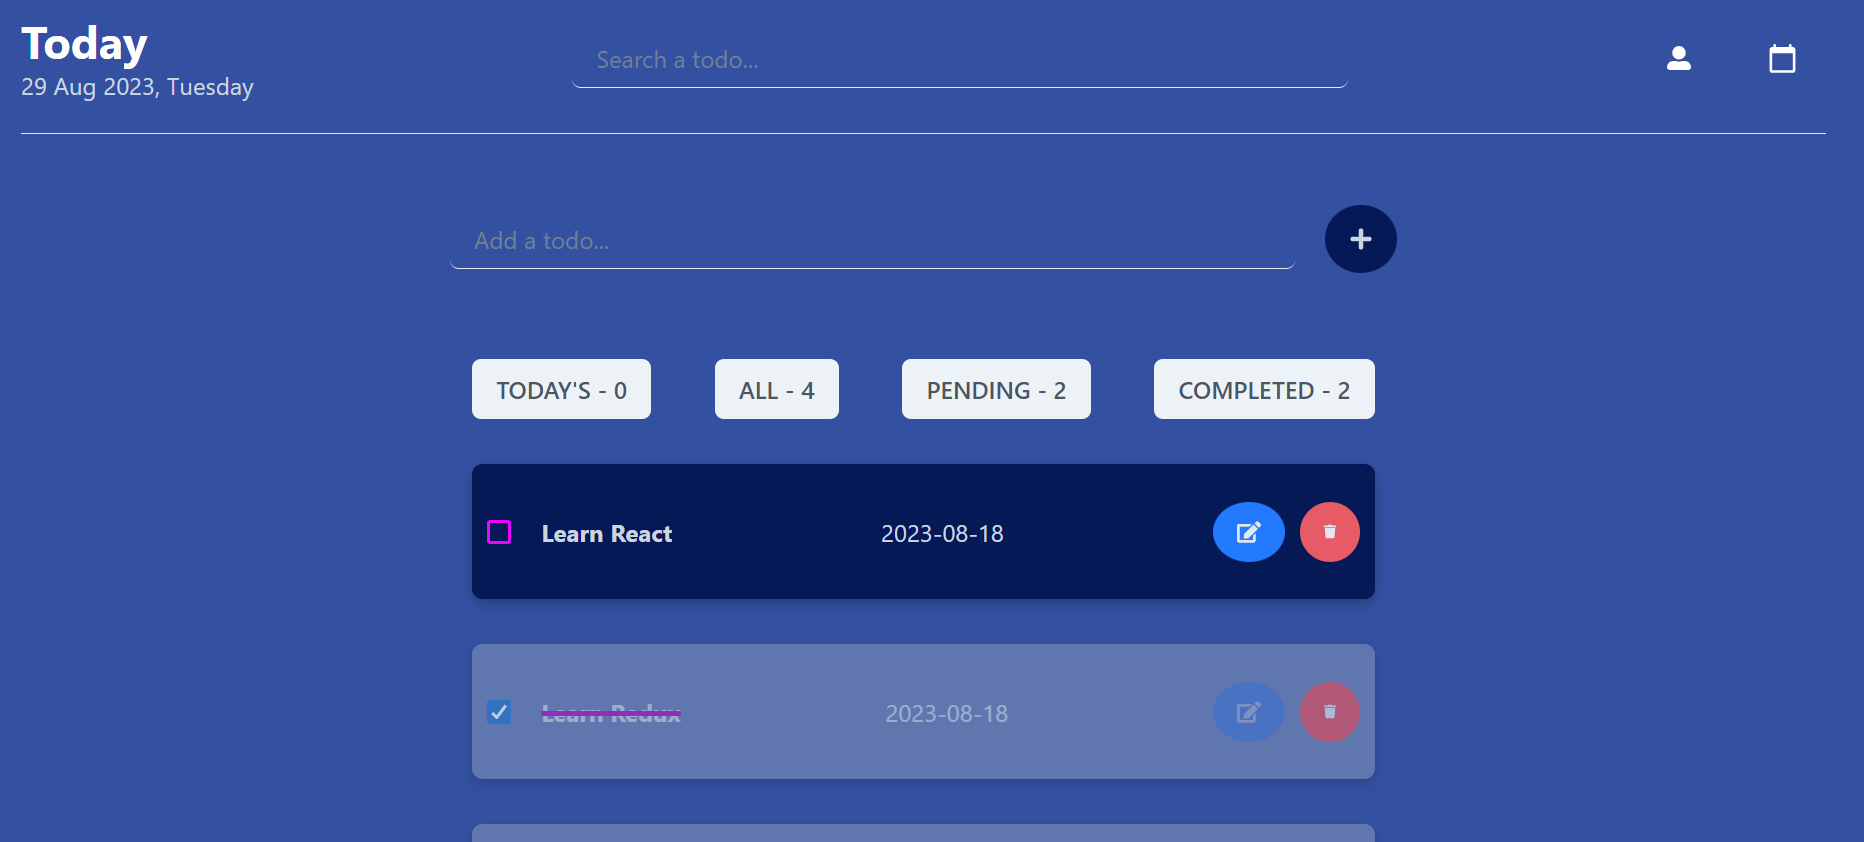 Today
29 Aug 2023, Tuesday
Search a todo...
Add a todo...
TODAY'S - 0
ALL - 4
PENDING - 2
COMPLETED - 2
Learn React
2023-08-18
Learn Redux
2023-08-18